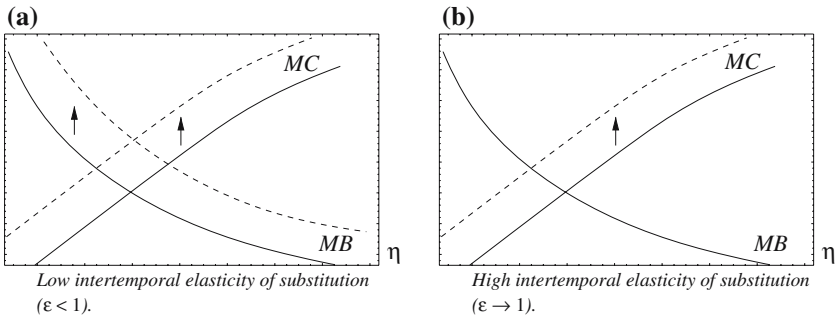 (a)
MC
MB
η
Low intertemporal elasticity of substitution
(ε < 1).
(b)
MC
MB
η
High intertemporal elasticity of substitution
(ε → 1).